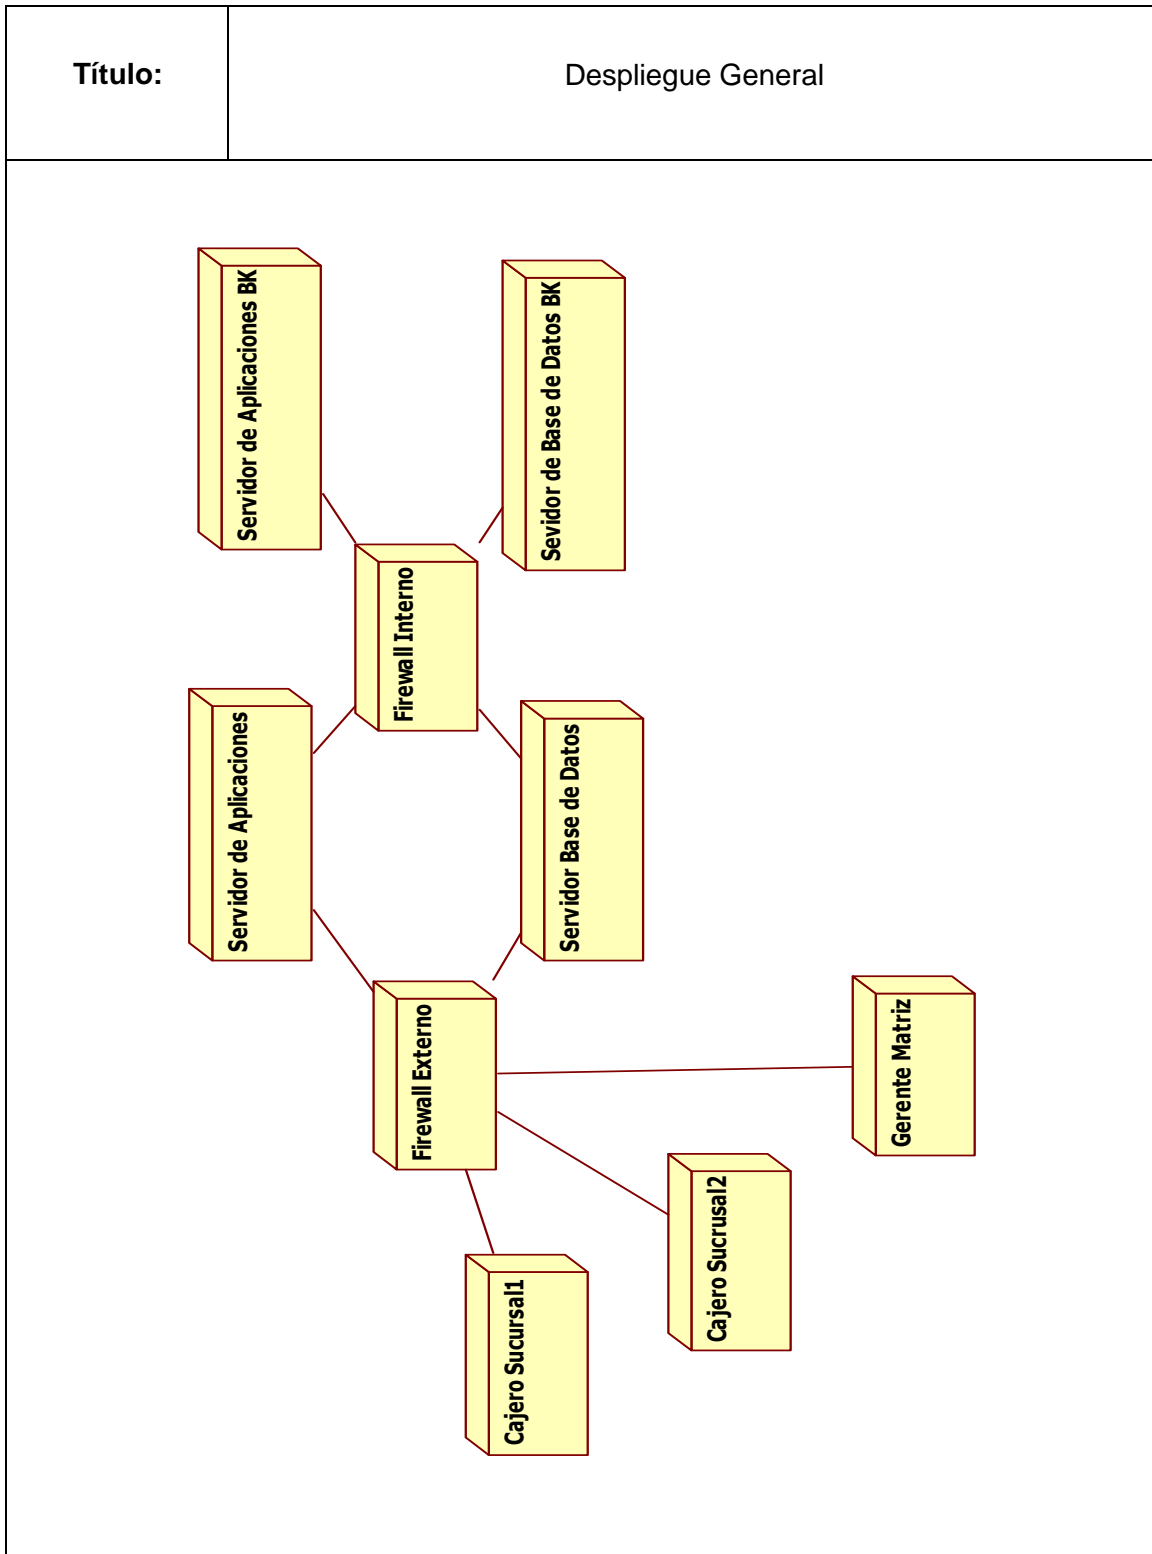 Título:
Despliegue General
Servidor de Aplicaciones BK
Sevidor de Base de Datos BK
Firewall Interno
Servidor de Aplicaciones
Servidor Base de Datos
Firewall Externo
Gerente Matriz
Cajero Sucrusal2
Cajero Sucursal1